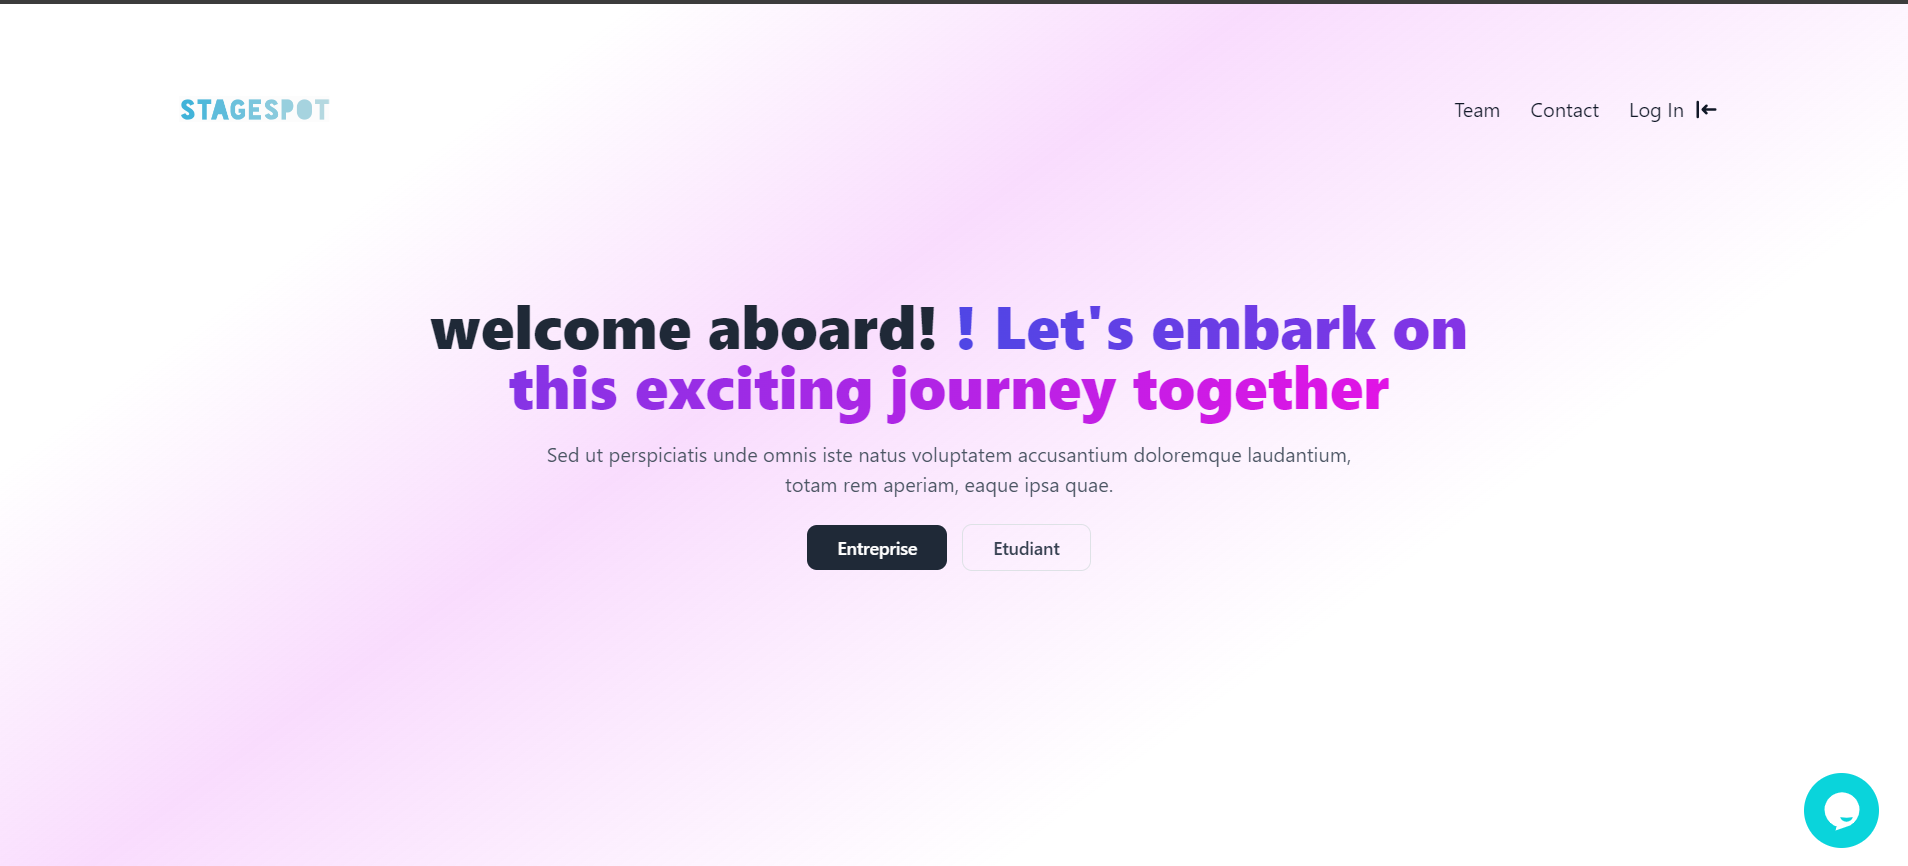 STAGESPOT
Team Contact Log In
welcome aboard! ! Let's embark on
this exciting journey together
Sed ut perspiciatis unde omnis iste natus voluptatem accusantium doloremque laudantium,
totam rem aperiam, eaque ipsa quae.
Entreprise Etudiant